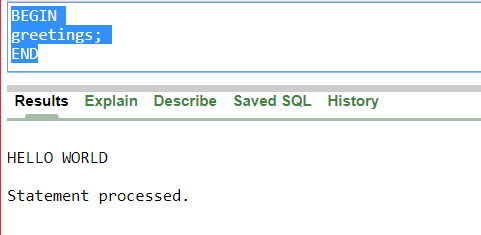 BEGIN
greetings;
END
Results Explain Describe Saved SQL History
HELLO WORLD
Statement processed.